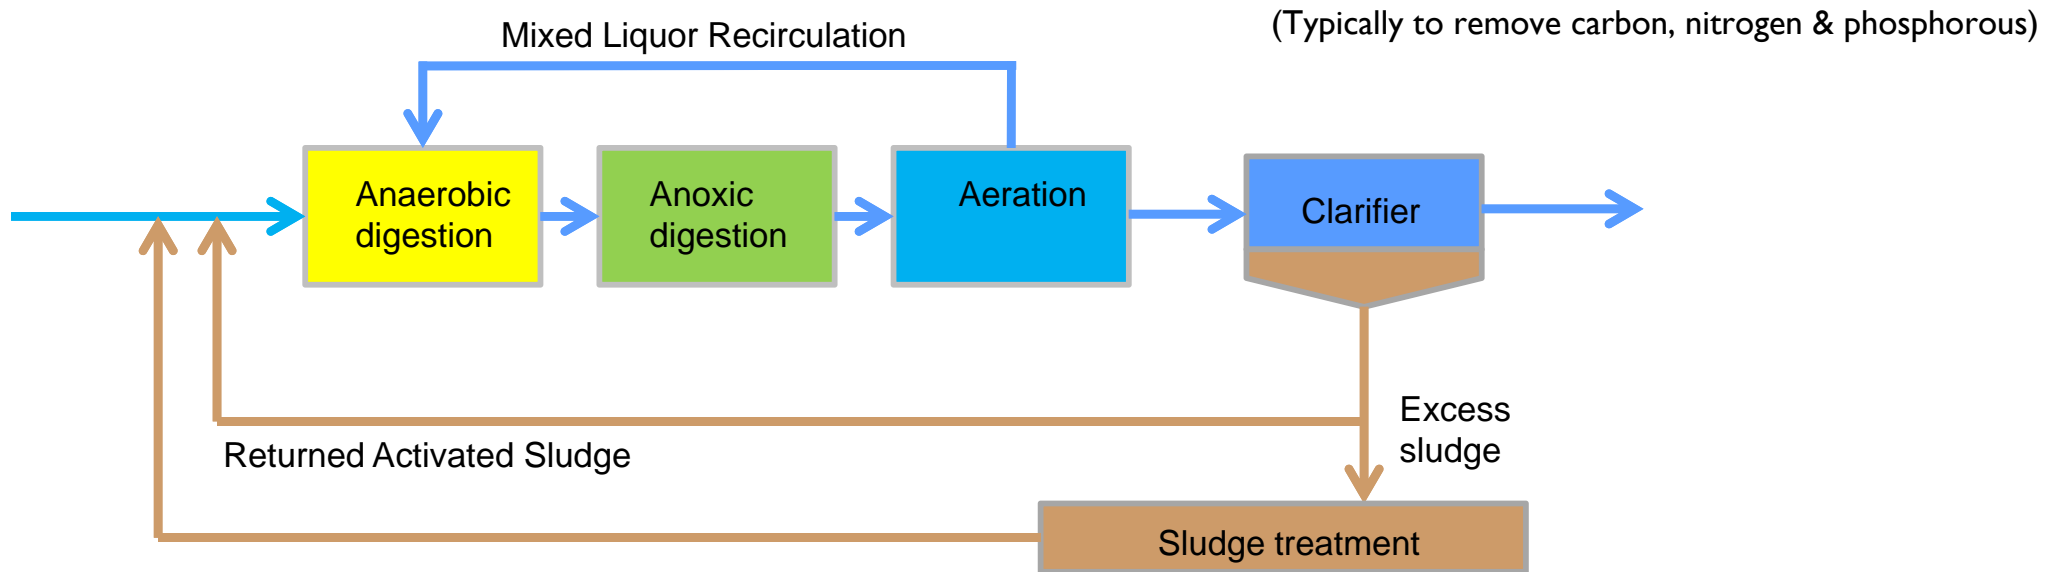 (Typically to remove carbon, nitrogen & phosphorous)
Mixed Liquor Recirculation
Anaerobic
digestion
Anoxic
digestion
Aeration
Clarifier
Excess
sludge
Returned Activated Sludge
Sludge treatment